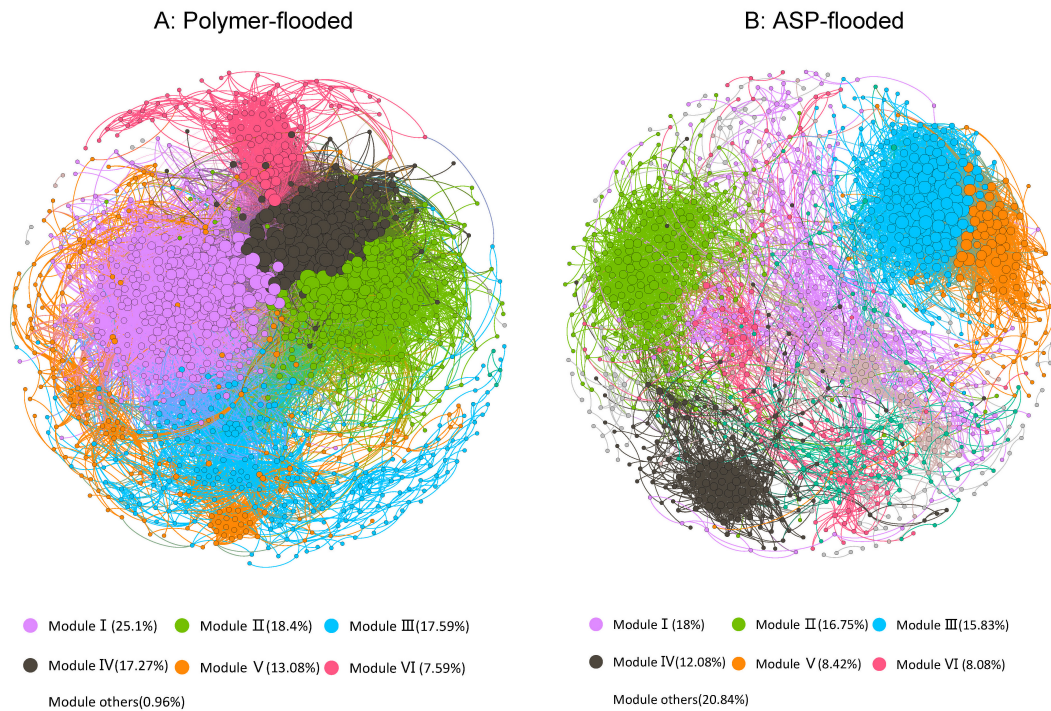 A: Polymer-flooded
B: ASP-flooded
Module Ⅰ (25.1%)
Module Ⅱ (18.4%)
Module Ⅲ (17.59%)
Module Ⅳ (17.27%)
Module Ⅴ (13.08%)
Module Ⅵ (7.59%)
Module others(0.96%)
Module Ⅰ (18%)
Module Ⅱ (16.75%)
Module Ⅲ (15.83%)
Module Ⅳ (12.08%)
Module Ⅴ (8.42%)
Module Ⅵ (8.08%)
Module others(20.84%)